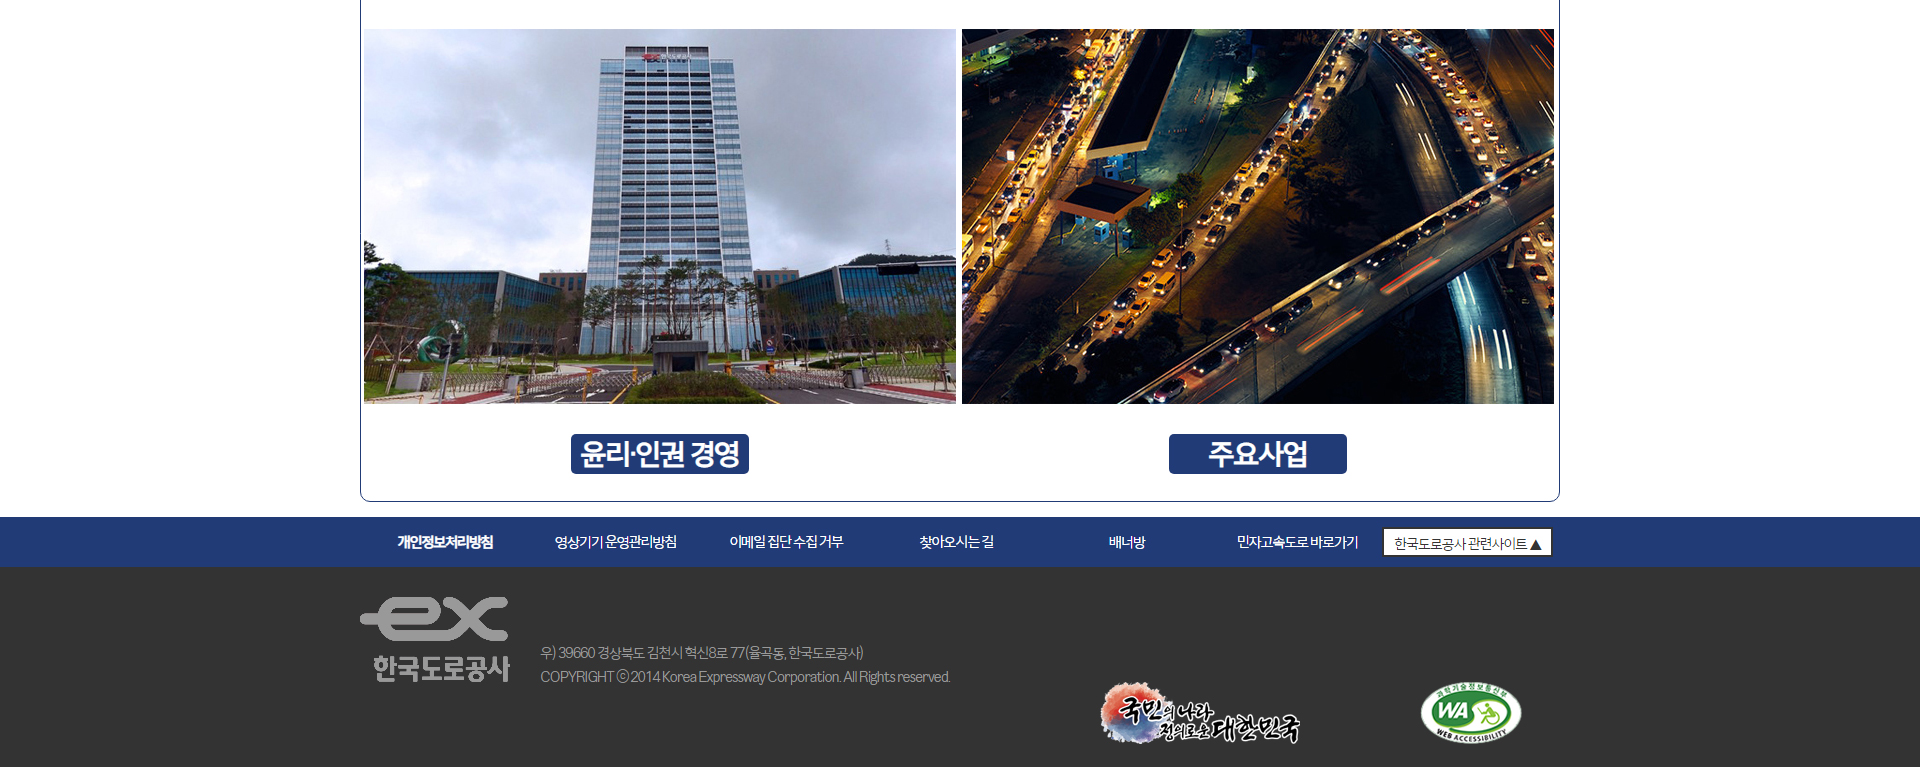 윤리·인권 경영
주요사업
개인정보처리방침
영상기기 운영관리방침
이메일 집단 수집 거부
찾아오시는 길
배너방
민자고속도로 바로가기
한국도로공사 관련사이트 ▲
ex
한국도로공사
우) 39660 경상북도 김천시 혁신8로 77(율곡동, 한국도로공사)
COPYRIGHT ⓒ 2014 Korea Expressway Corporation. All Rights reserved.
국민의 나라
정의로운 대한민국
과학기술정보통신부
WA
WEB ACCESSIBILITY